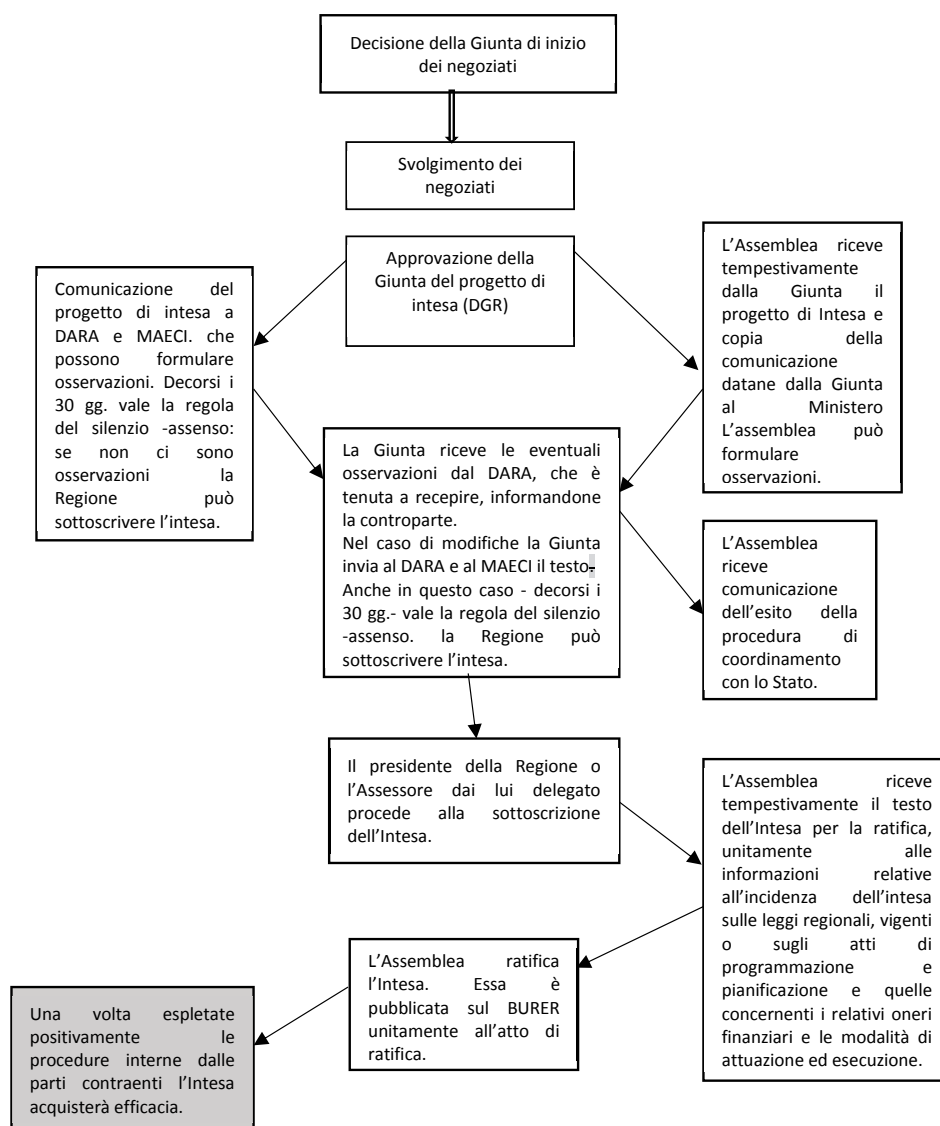 Decisione della Giunta di inizio
dei negoziati
Svolgimento dei
negoziati
Approvazione della
Giunta del progetto di
intesa (DGR)
Comunicazione del
progetto di intesa a
DARA e MAECI. che
possono formulare
osservazioni. Decorsi i
30 gg. vale la regola
del silenzio -assenso:
se non ci sono
osservazioni la
Regione può
sottoscrivere l’intesa.
L’Assemblea riceve
tempestivamente
dalla Giunta il
progetto di Intesa e
copia della
comunicazione
datane dalla Giunta
al Ministero
L’assemblea può
formulare
osservazioni.
La Giunta riceve le eventuali
osservazioni dal DARA, che è
tenuta a recepire, informandone
la controparte.
Nel caso di modifiche la Giunta
invia al DARA e al MAECI il testo.
Anche in questo caso - decorsi i
30 gg.- vale la regola del silenzio
-assenso. la Regione può
sottoscrivere l’intesa.
L’Assemblea
riceve
comunicazione
dell’esito della
procedura di
coordinamento
con lo Stato.
Il presidente della Regione o
l’Assessore dai lui delegato
procede alla sottoscrizione
dell’Intesa.
L’Assemblea riceve
tempestivamente il testo
dell’Intesa per la ratifica,
unitamente alle
informazioni relative
all’incidenza dell’intesa
sulle leggi regionali, vigenti
o sugli atti di
programmazione e
pianificazione e quelle
concernenti i relativi oneri
finanziari e le modalità di
attuazione ed esecuzione.
L’Assemblea ratifica
l’Intesa. Essa è
pubblicata sul BURER
unitamente all’atto di
ratifica.
Una volta espletate
positivamente le
procedure interne dalle
parti contraenti l’Intesa
acquisterà efficacia.